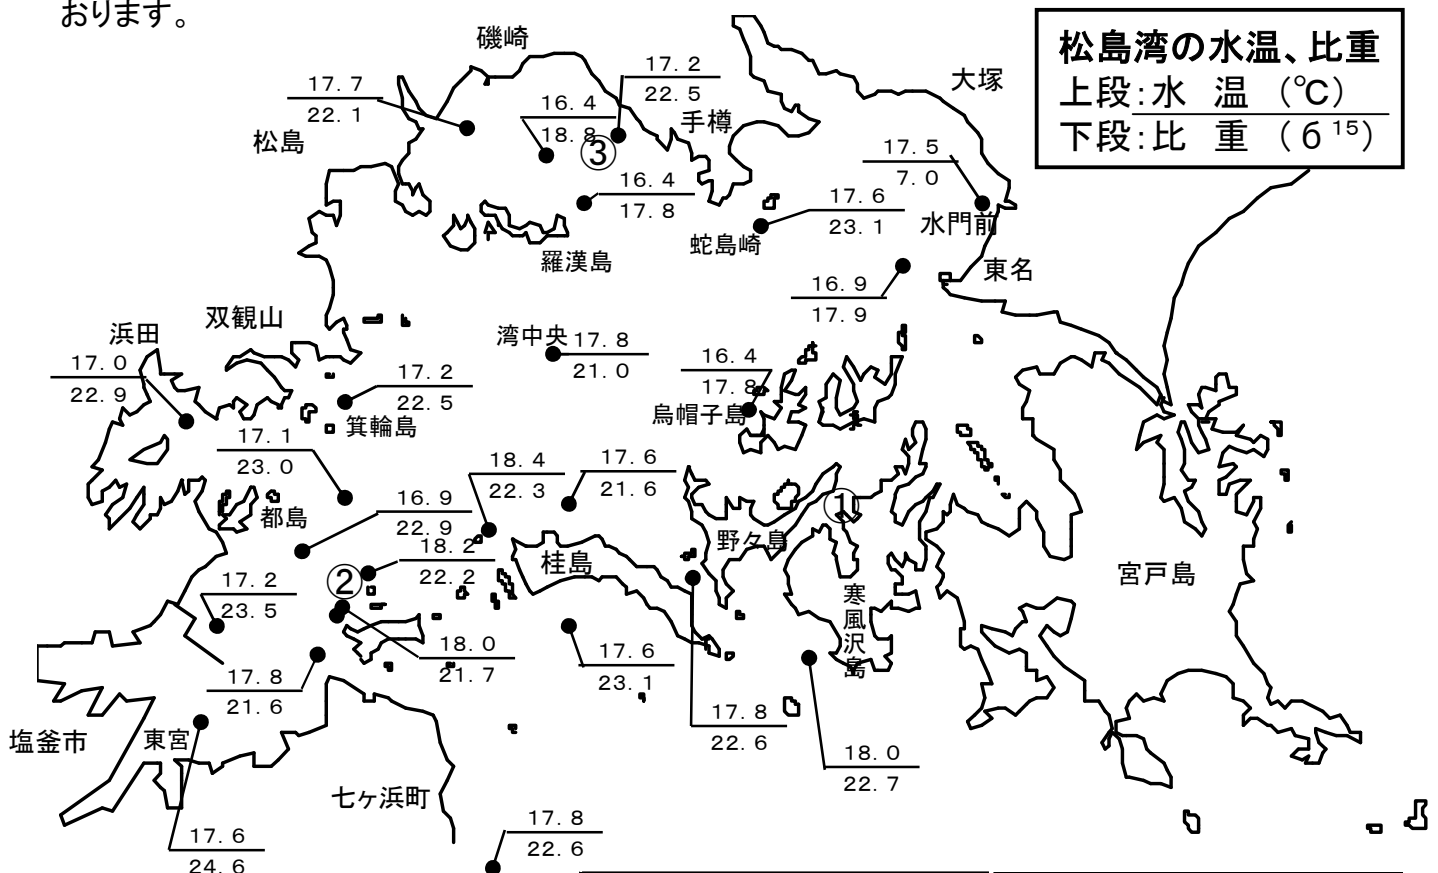 おります。
松島湾の水温、比重
上段:水 温 (℃)
下段:比 重 (б15)
磯崎
大塚
17.7
22.1
17.2
22.5
16.4
18.8
③
手樽
松島
17.5
7.0
16.4
17.8
17.6
23.1
水門前
蛇島崎
羅漢島
東名
16.9
17.9
双観山
浜田
湾中央
17.8
21.0
17.0
22.9
17.2
22.5
16.4
17.8
烏帽子島
箕輪島
17.1
23.0
18.4
22.3
17.6
21.6
16.9
22.9
都島
①
野々島
18.2
22.2
桂島
②
17.2
23.5
宮戸島
寒風沢島
18.0
21.7
17.6
23.1
17.8
21.6
17.8
22.6
18.0
22.7
塩釜市
東宮
七ヶ浜町
17.6
24.6
17.8
22.6